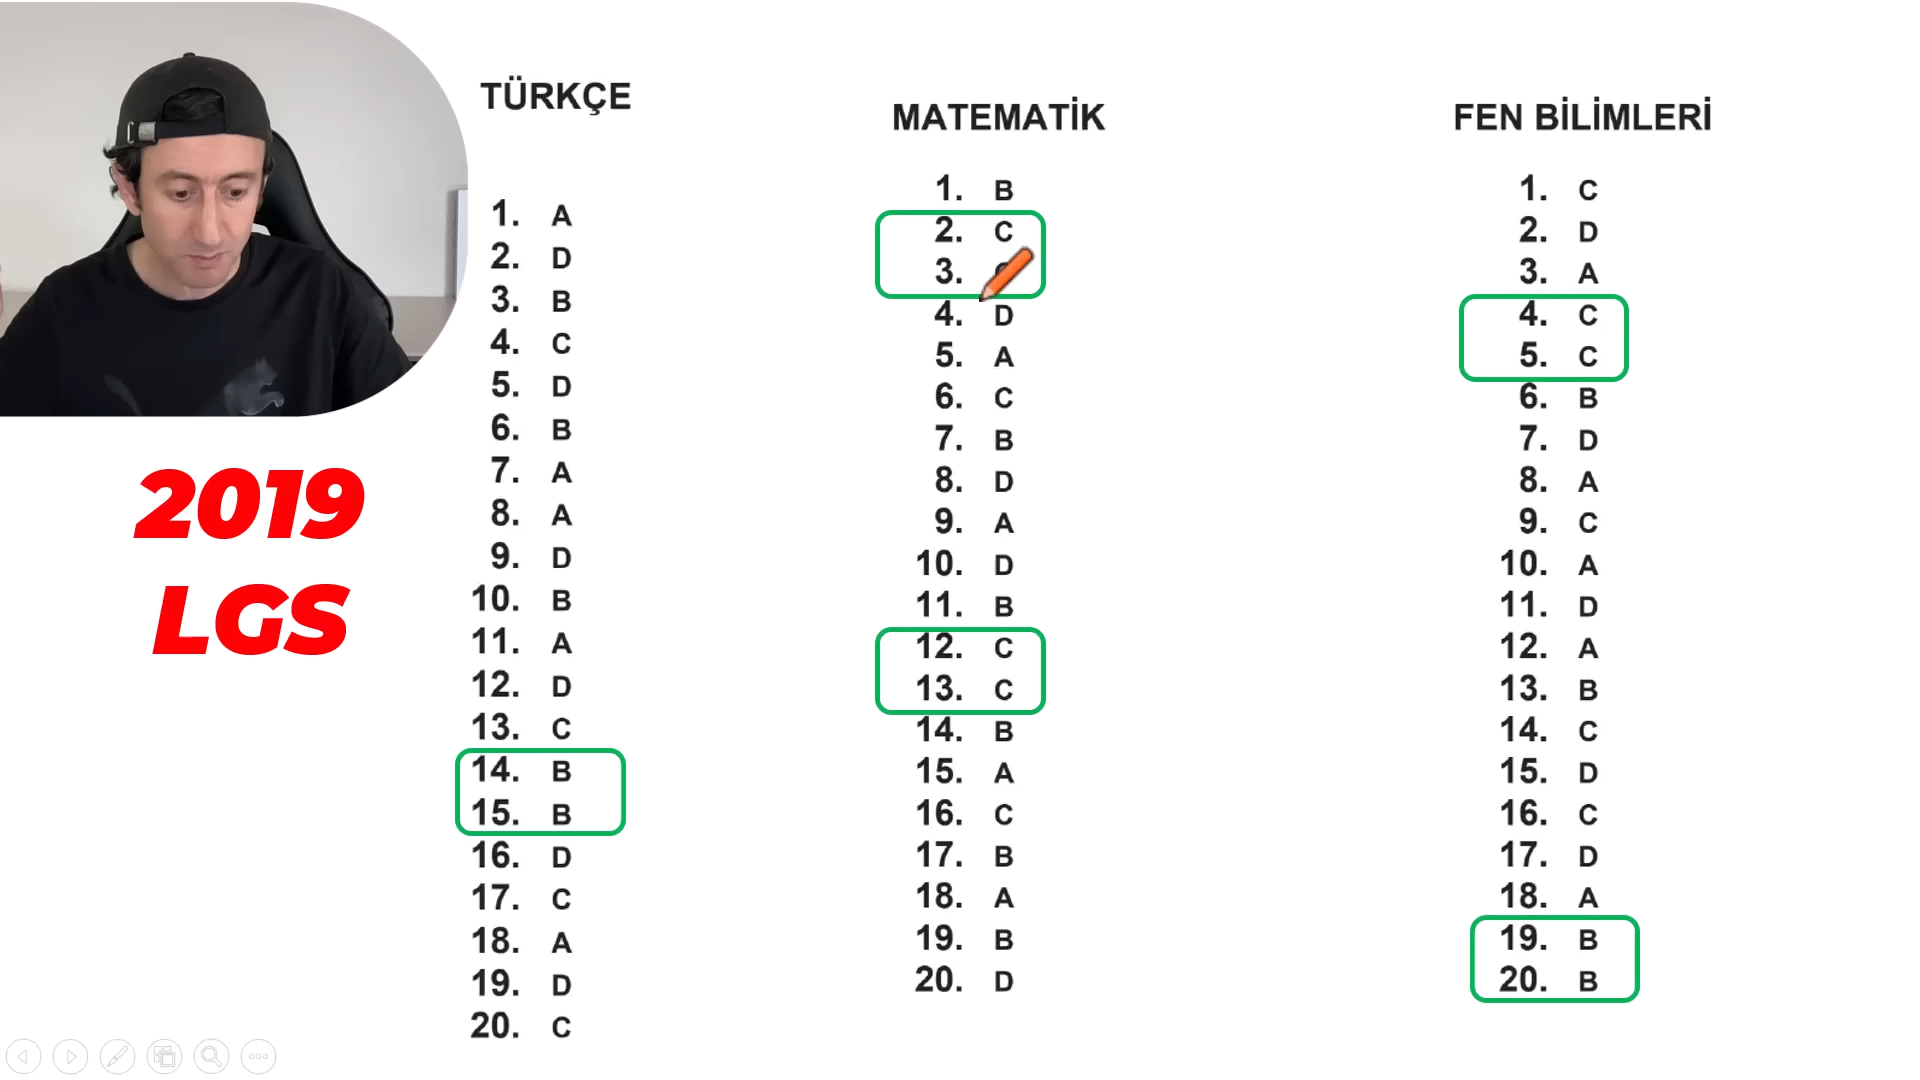 2019
LGS
TÜRKÇE
1. A
2. D
3. B
4. C
5. D
6. B
7. A
8. A
9. D
10. B
11. A
12. D
13. C
14. B
15. B
16. D
17. C
18. A
19. D
20. C
MATEMATİK
1. B
2. C
3.
4. D
5. A
6. C
7. B
8. D
9. A
10. D
11. B
12. C
13. C
14. B
15. A
16. C
17. B
18. A
19. B
20. D
FEN BİLİMLERİ
1. C
2. D
3. A
4. C
5. C
6. B
7. D
8. A
9. C
10. A
11. D
12. A
13. B
14. C
15. D
16. C
17. D
18. A
19. B
20. B